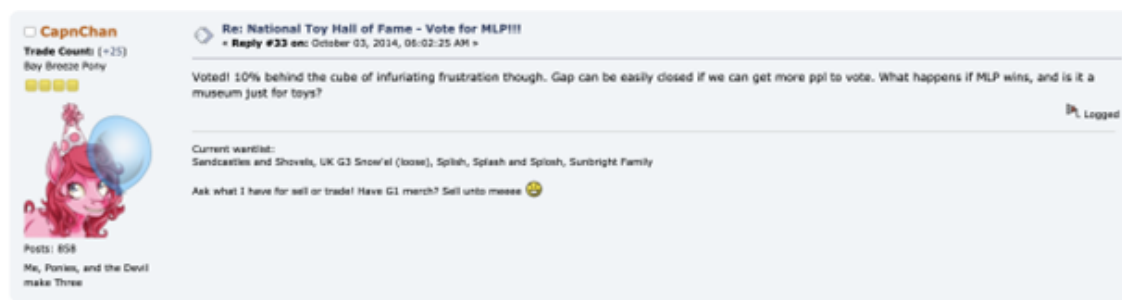 CapnChan
Trade Count: (+25)
Bay Breeze Pony
Posts: 858
Me, Ponies, and the Devil
make Three
Re: National Toy Hall of Fame - Vote for MLP!!!
« Reply #33 on: October 03, 2014, 06:02:25 AM »
Voted! 10% behind the cube of infuriating frustration though. Gap can be easily closed if we can get more ppl to vote. What happens if MLP wins, and is it a
museum just for toys?
Logged
Current wantlist:
Sandcastles and Shovels, UK G3 Snow'el (loose), Splish, Splash and Splosh, Sunbright Family
Ask what I have for sell or trade! Have G1 merch? Sell unto meeee